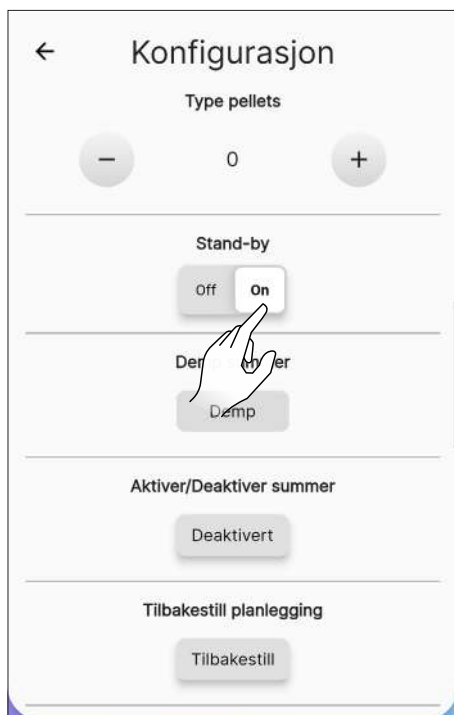 Konfigurasjon
Type pellets
0
Stand-by
Off On
Demp
Aktiver/Deaktiver summer
Deaktivert
Tilbakestill planlegging
Tilbakestill